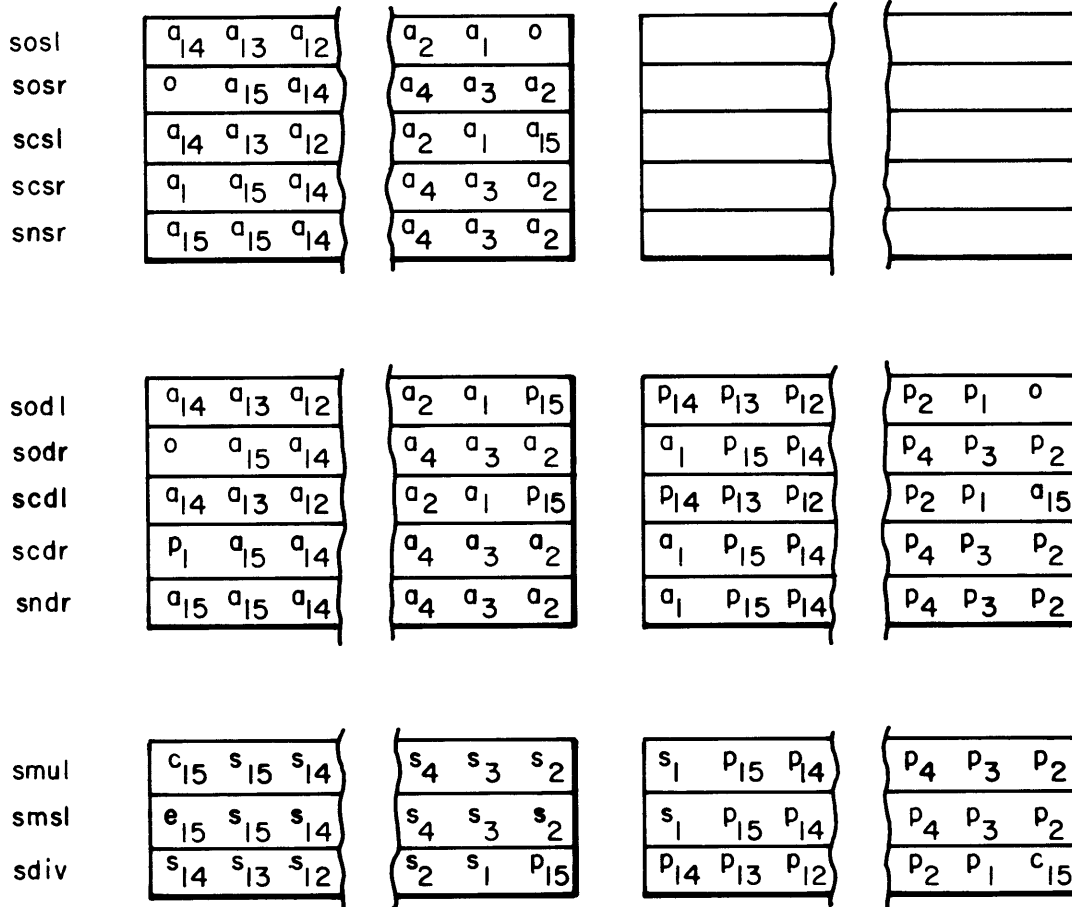 sosl a14 a13 a12 a2 a1 o
sosr o a15 a14 a4 a3 a2
scsl a14 a13 a12 a2 a1 a15
scsr a1 a15 a14 a4 a3 a2
snsr a15 a15 a14 a4 a3 a2
sodl a14 a13 a12 a2 a1 p15 p14 p13 p12 p2 p1 o
sodr o a15 a14 a4 a3 a2 a1 p15 p14 p4 p3 p2
scdl a14 a13 a12 a2 a1 p15 p14 p13 p12 p2 p1 a15
scdr p1 a15 a14 a4 a3 a2 a1 p15 p14 p4 p3 p2
sndr a15 a15 a14 a4 a3 a2 a1 p15 p14 p4 p3 p2
smul c15 s15 s14 s4 s3 s2 s1 p15 p14 p4 p3 p2
smsl e15 s15 s14 s4 s3 s2 s1 p15 p14 p4 p3 p2
sdiv s14 s13 s12 s2 s1 p15 p14 p13 p12 p2 p1 c15